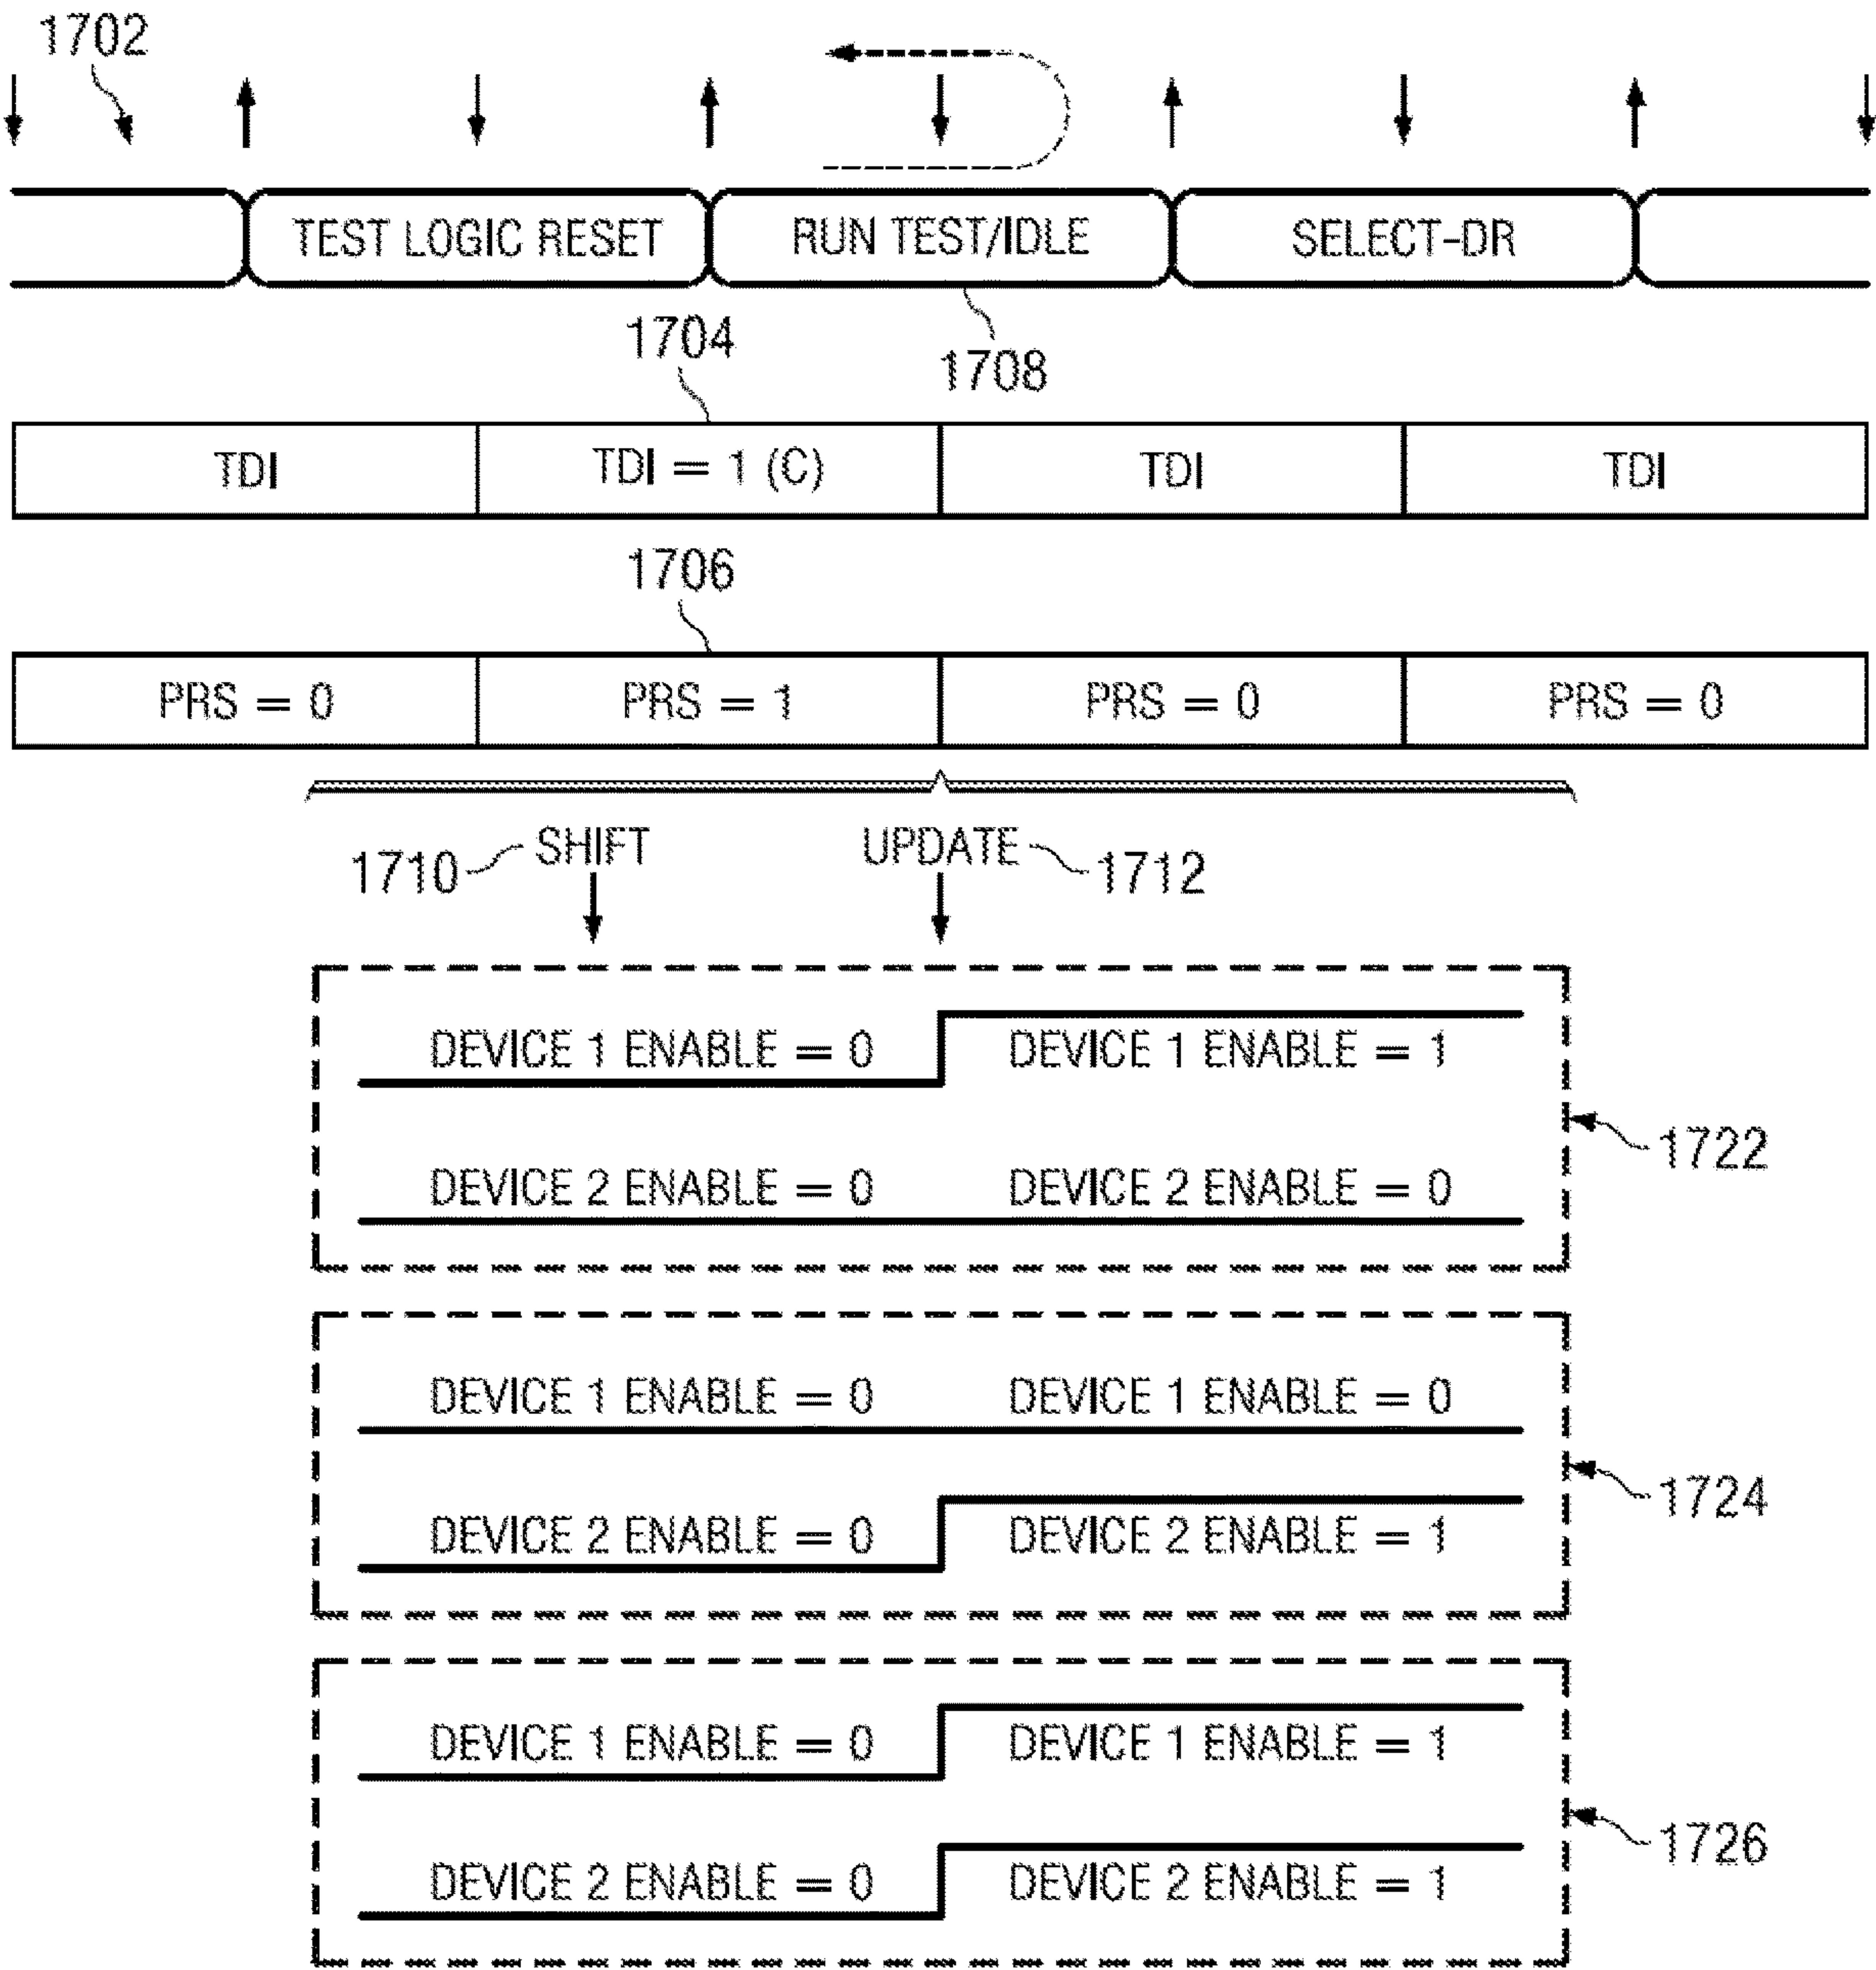 1702
TEST LOGIC RESET RUN TEST/IDLE SELECT-DR
1704
1708
TDI TDI = 1 (C) TDI TDI
1706
PRS = 0 PRS = 1 PRS = 0 PRS = 0
1710 SHIFT UPDATE 1712
DEVICE 1 ENABLE = 0 DEVICE 1 ENABLE = 1
1722
DEVICE 2 ENABLE = 0 DEVICE 2 ENABLE = 0
DEVICE 1 ENABLE = 0 DEVICE 1 ENABLE = 0
1724
DEVICE 2 ENABLE = 0 DEVICE 2 ENABLE = 1
DEVICE 1 ENABLE = 0 DEVICE 1 ENABLE = 1
1726
DEVICE 2 ENABLE = 0 DEVICE 2 ENABLE = 1